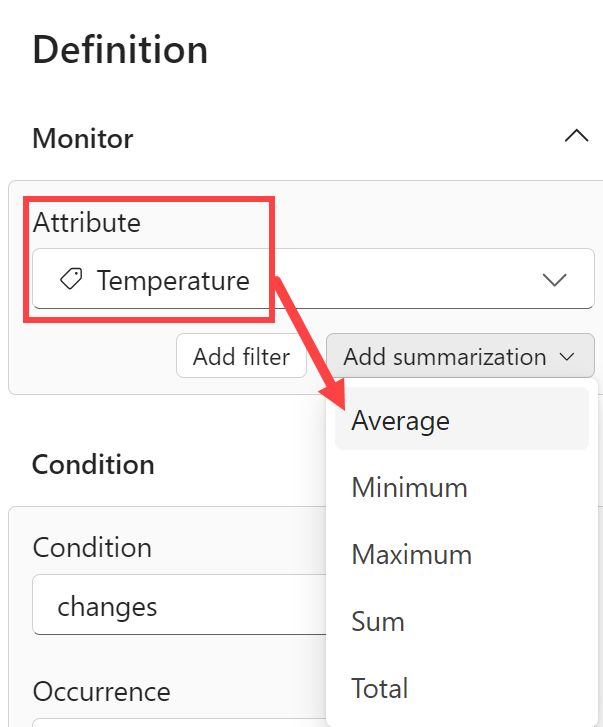 Definition
Monitor
Attribute
Temperature
Add filter
Add summarization
Average
Minimum
Maximum
Sum
Total
Condition
Condition
changes
Occurrence